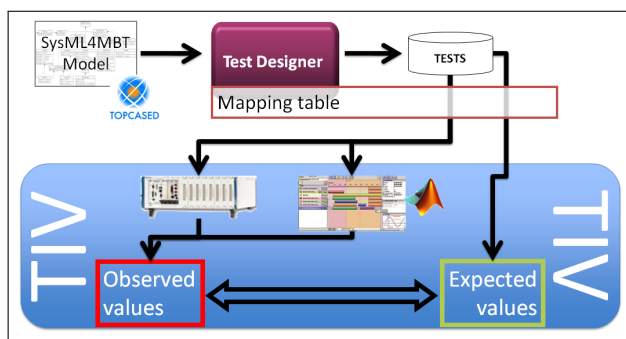 SysML4MBT
Model
Test Designer
TESTS
Mapping table
TOPCASED
TIV
TIV
Observed
values
Expected
values